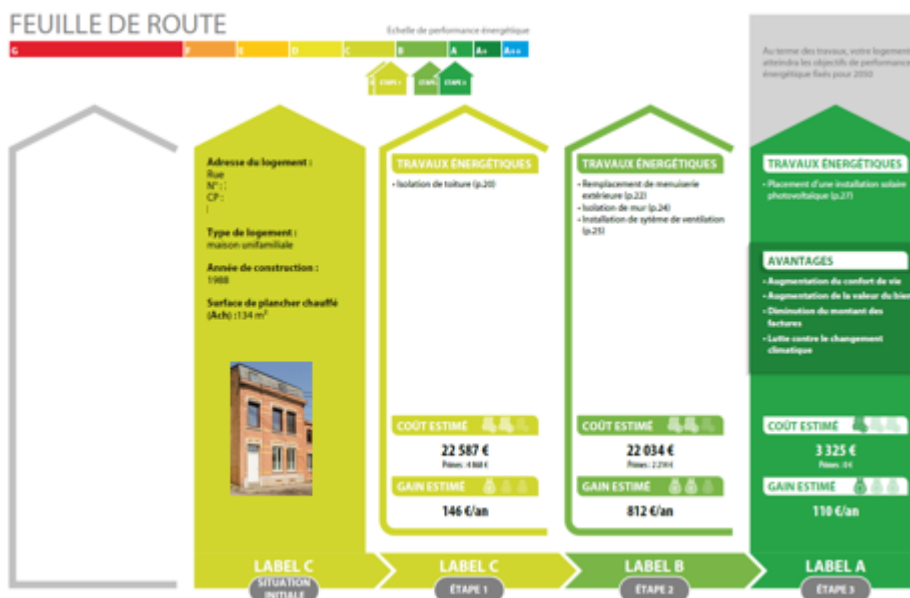 FEUILLE DE ROUTE
Echelle de performance énergétique
G F E D C B A A+ A++
ÉTAPE 1
ÉTAPE 3
Au terme des travaux, votre logement
atteindra les objectifs de performance
énergétique fixés pour 2050
Adresse du logement :
Rue
N° :
CP :
Type de logement :
maison unifamiliale
Année de construction :
1988
Surface de plancher chauffé
(Ach) :134 m²
TRAVAUX ÉNERGÉTIQUES
• Isolation de toiture (p.20)
COÛT ESTIMÉ
22 587 €
Primes : 4 868 €
GAIN ESTIMÉ
146 €/an
TRAVAUX ÉNERGÉTIQUES
• Remplacement de menuiserie
extérieure (p.22)
• Isolation de mur (p.24)
• Installation de sytème de ventilation
(p.25)
COÛT ESTIMÉ
22 034 €
Primes :
GAIN ESTIMÉ
812 €/an
TRAVAUX ÉNERGÉTIQUES
• Placement d'une installation solaire
photovoltaïque (p.27)
AVANTAGES
• Augmentation du confort de vie
• Augmentation de la valeur du bien
• Diminution du montant des
factures
• Lutte contre le changement
climatique
COÛT ESTIMÉ
3 325 €
Primes : 0 €
GAIN ESTIMÉ
110 €/an
LABEL C
SITUATION
INITIALE
LABEL C
ÉTAPE 1
LABEL B
ÉTAPE 2
LABEL A
ÉTAPE 3